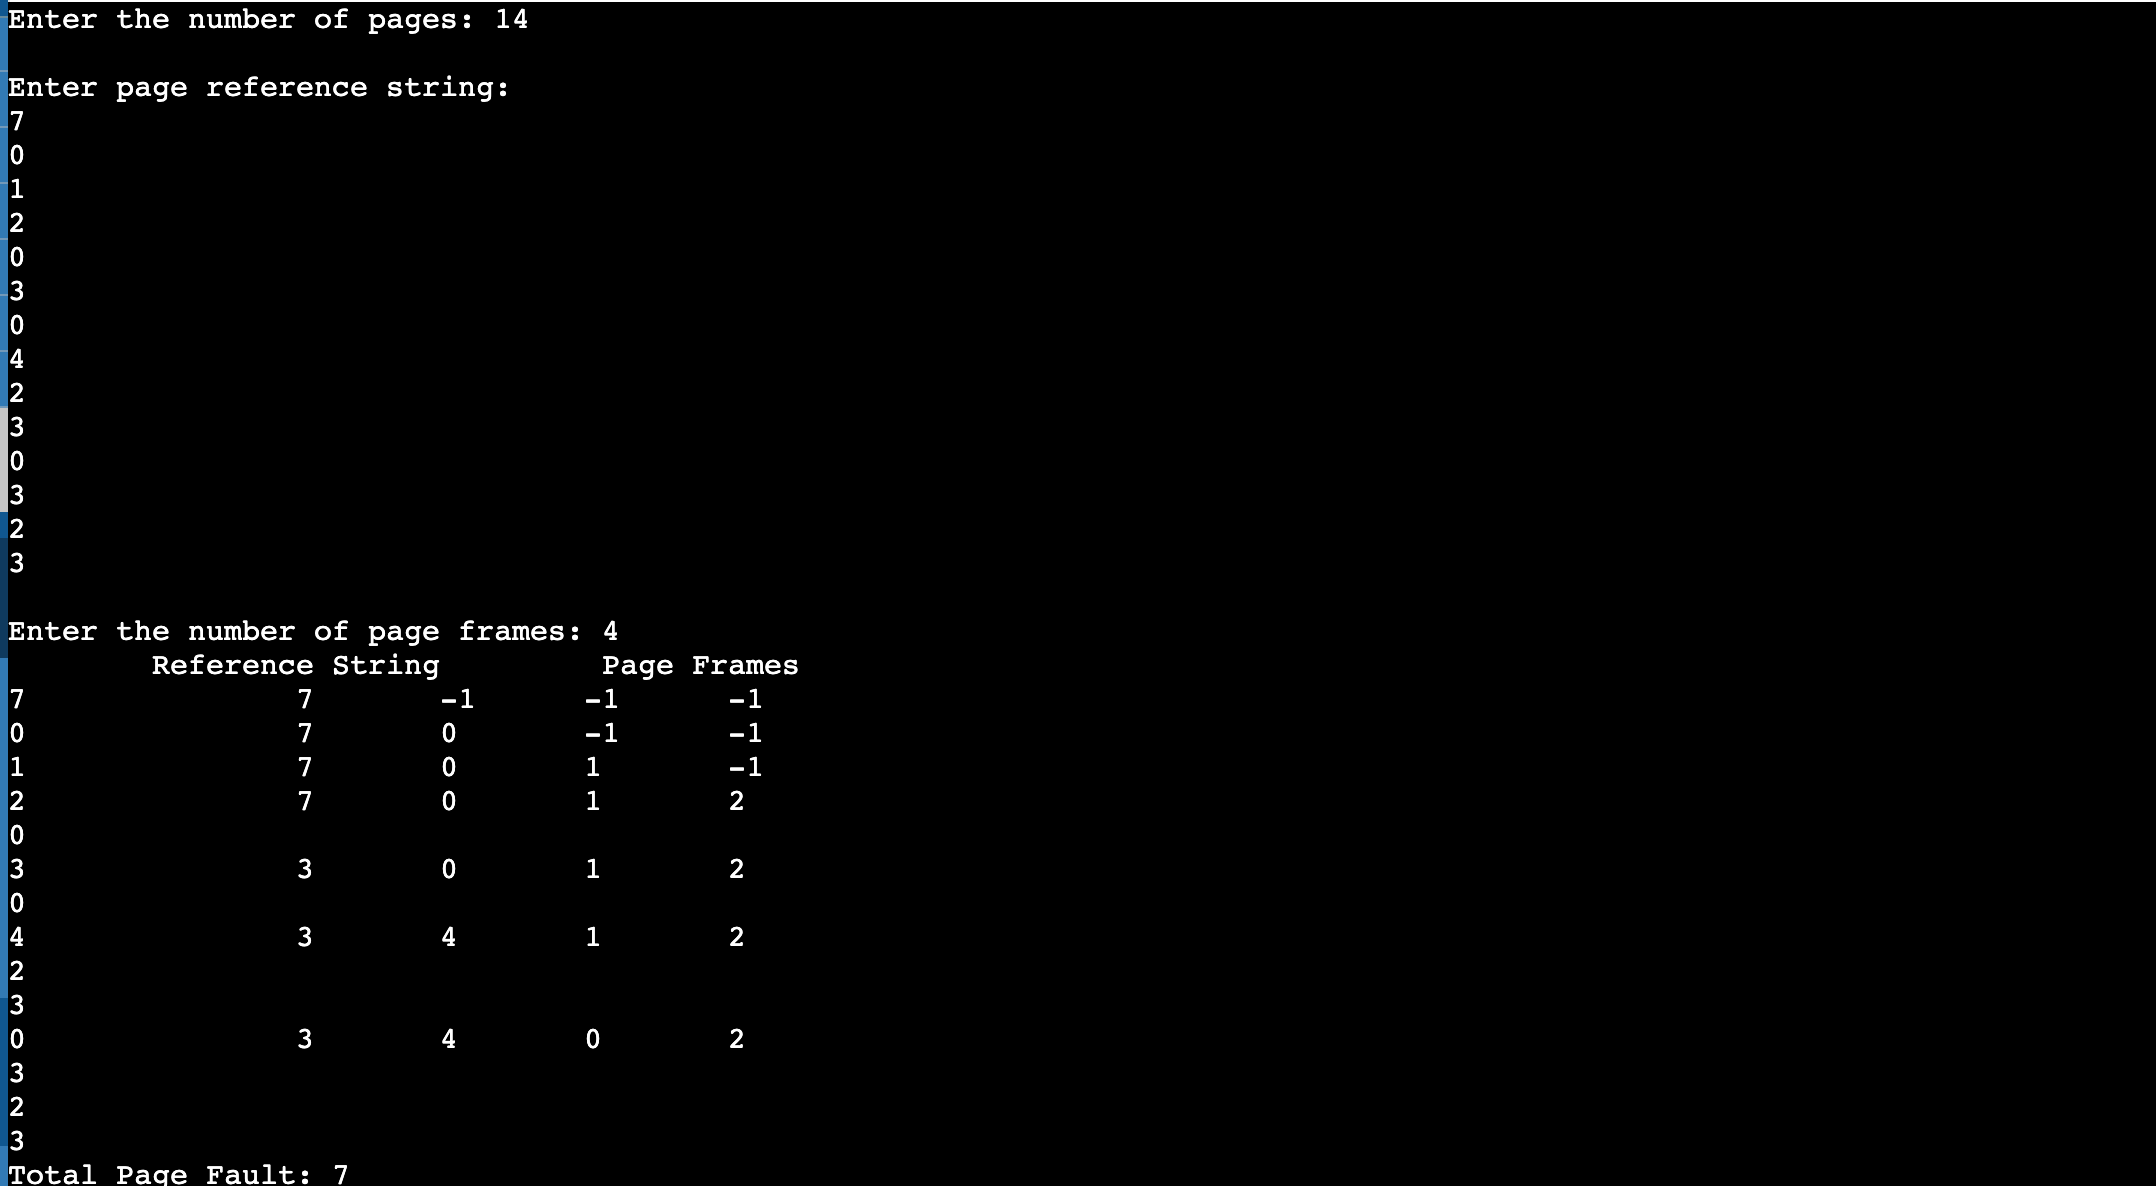 Enter the number of pages: 14
Enter page reference string:
7
0
1
2
0
3
0
4
2
3
0
3
2
3
Enter the number of page frames: 4
Reference String Page Frames
7 7 -1 -1 -1
0 7 0 -1 -1
1 7 0 1 -1
2 7 0 1 2
0
3 3 0 1 2
0
4 3 4 1 2
2
3
0 3 4 0 2
3
2
3
Total Page Fault: 7